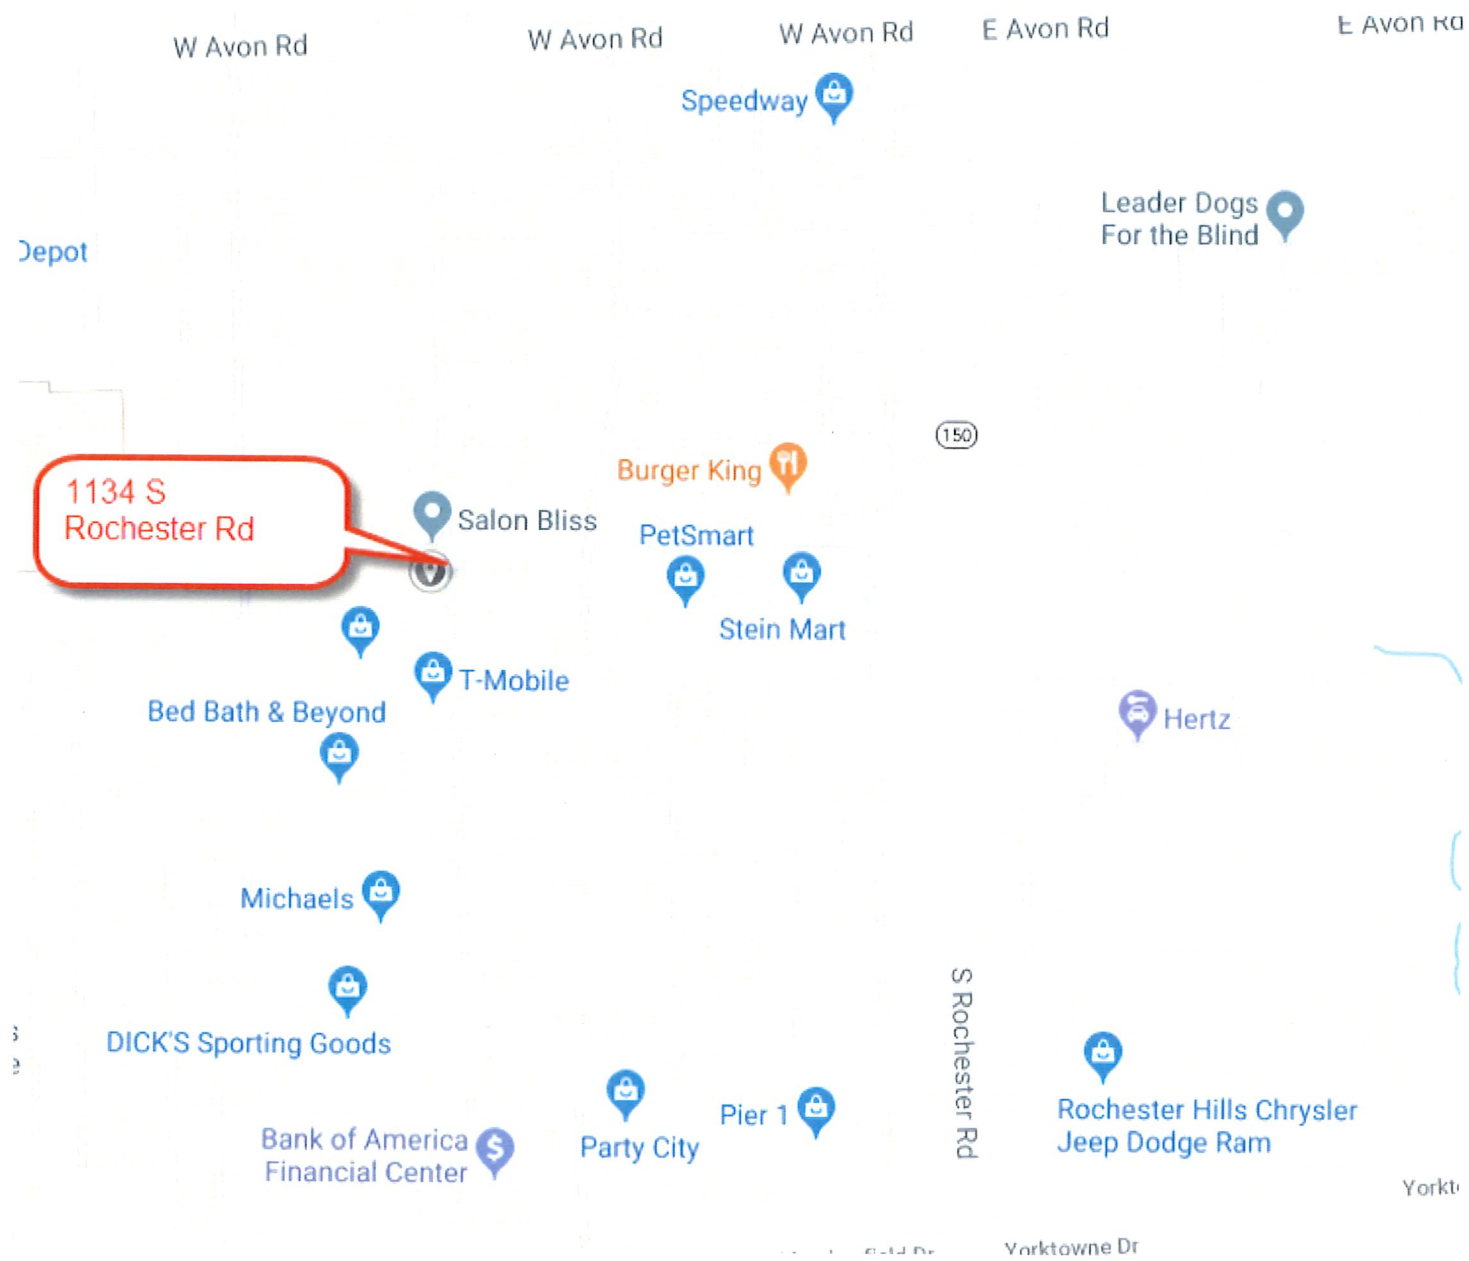 W Avon Rd
W Avon Rd
W Avon Rd
E Avon Rd
E Avon Rd
Speedway
Leader Dogs
For the Blind
Depot
150
Burger King
1134 S
Rochester Rd
Salon Bliss
PetSmart
Stein Mart
T-Mobile
Bed Bath & Beyond
Hertz
Michaels
S Rochester Rd
DICK'S Sporting Goods
Pier 1
Party City
Rochester Hills Chrysler
Jeep Dodge Ram
Bank of America
Financial Center
Yorkt
Yorktowne Dr